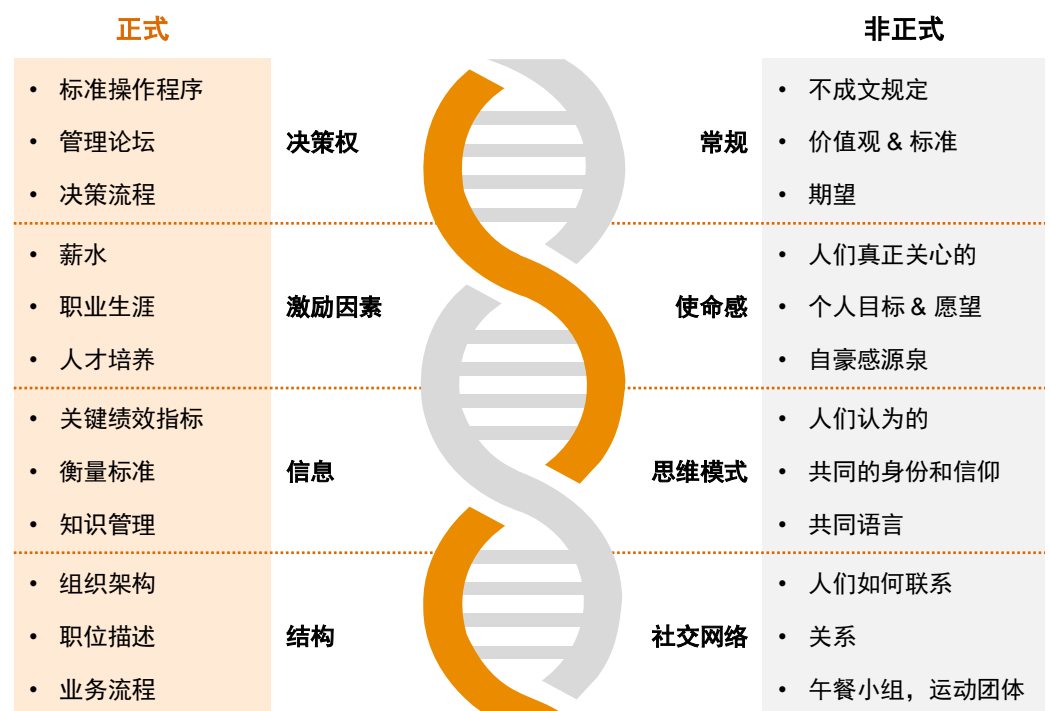 正式
非正式
• 标准操作程序
• 管理论坛
• 决策流程
决策权
常规
• 不成文规定
• 价值观 & 标准
• 期望
• 薪水
• 职业生涯
• 人才培养
激励因素
使命感
• 人们真正关心的
• 个人目标 & 愿望
• 自豪感源泉
• 关键绩效指标
• 衡量标准
• 知识管理
信息
思维模式
• 人们认为的
• 共同的身份和信仰
• 共同语言
• 组织架构
• 职位描述
• 业务流程
结构
社交网络
• 人们如何联系
• 关系
• 午餐小组，运动团体